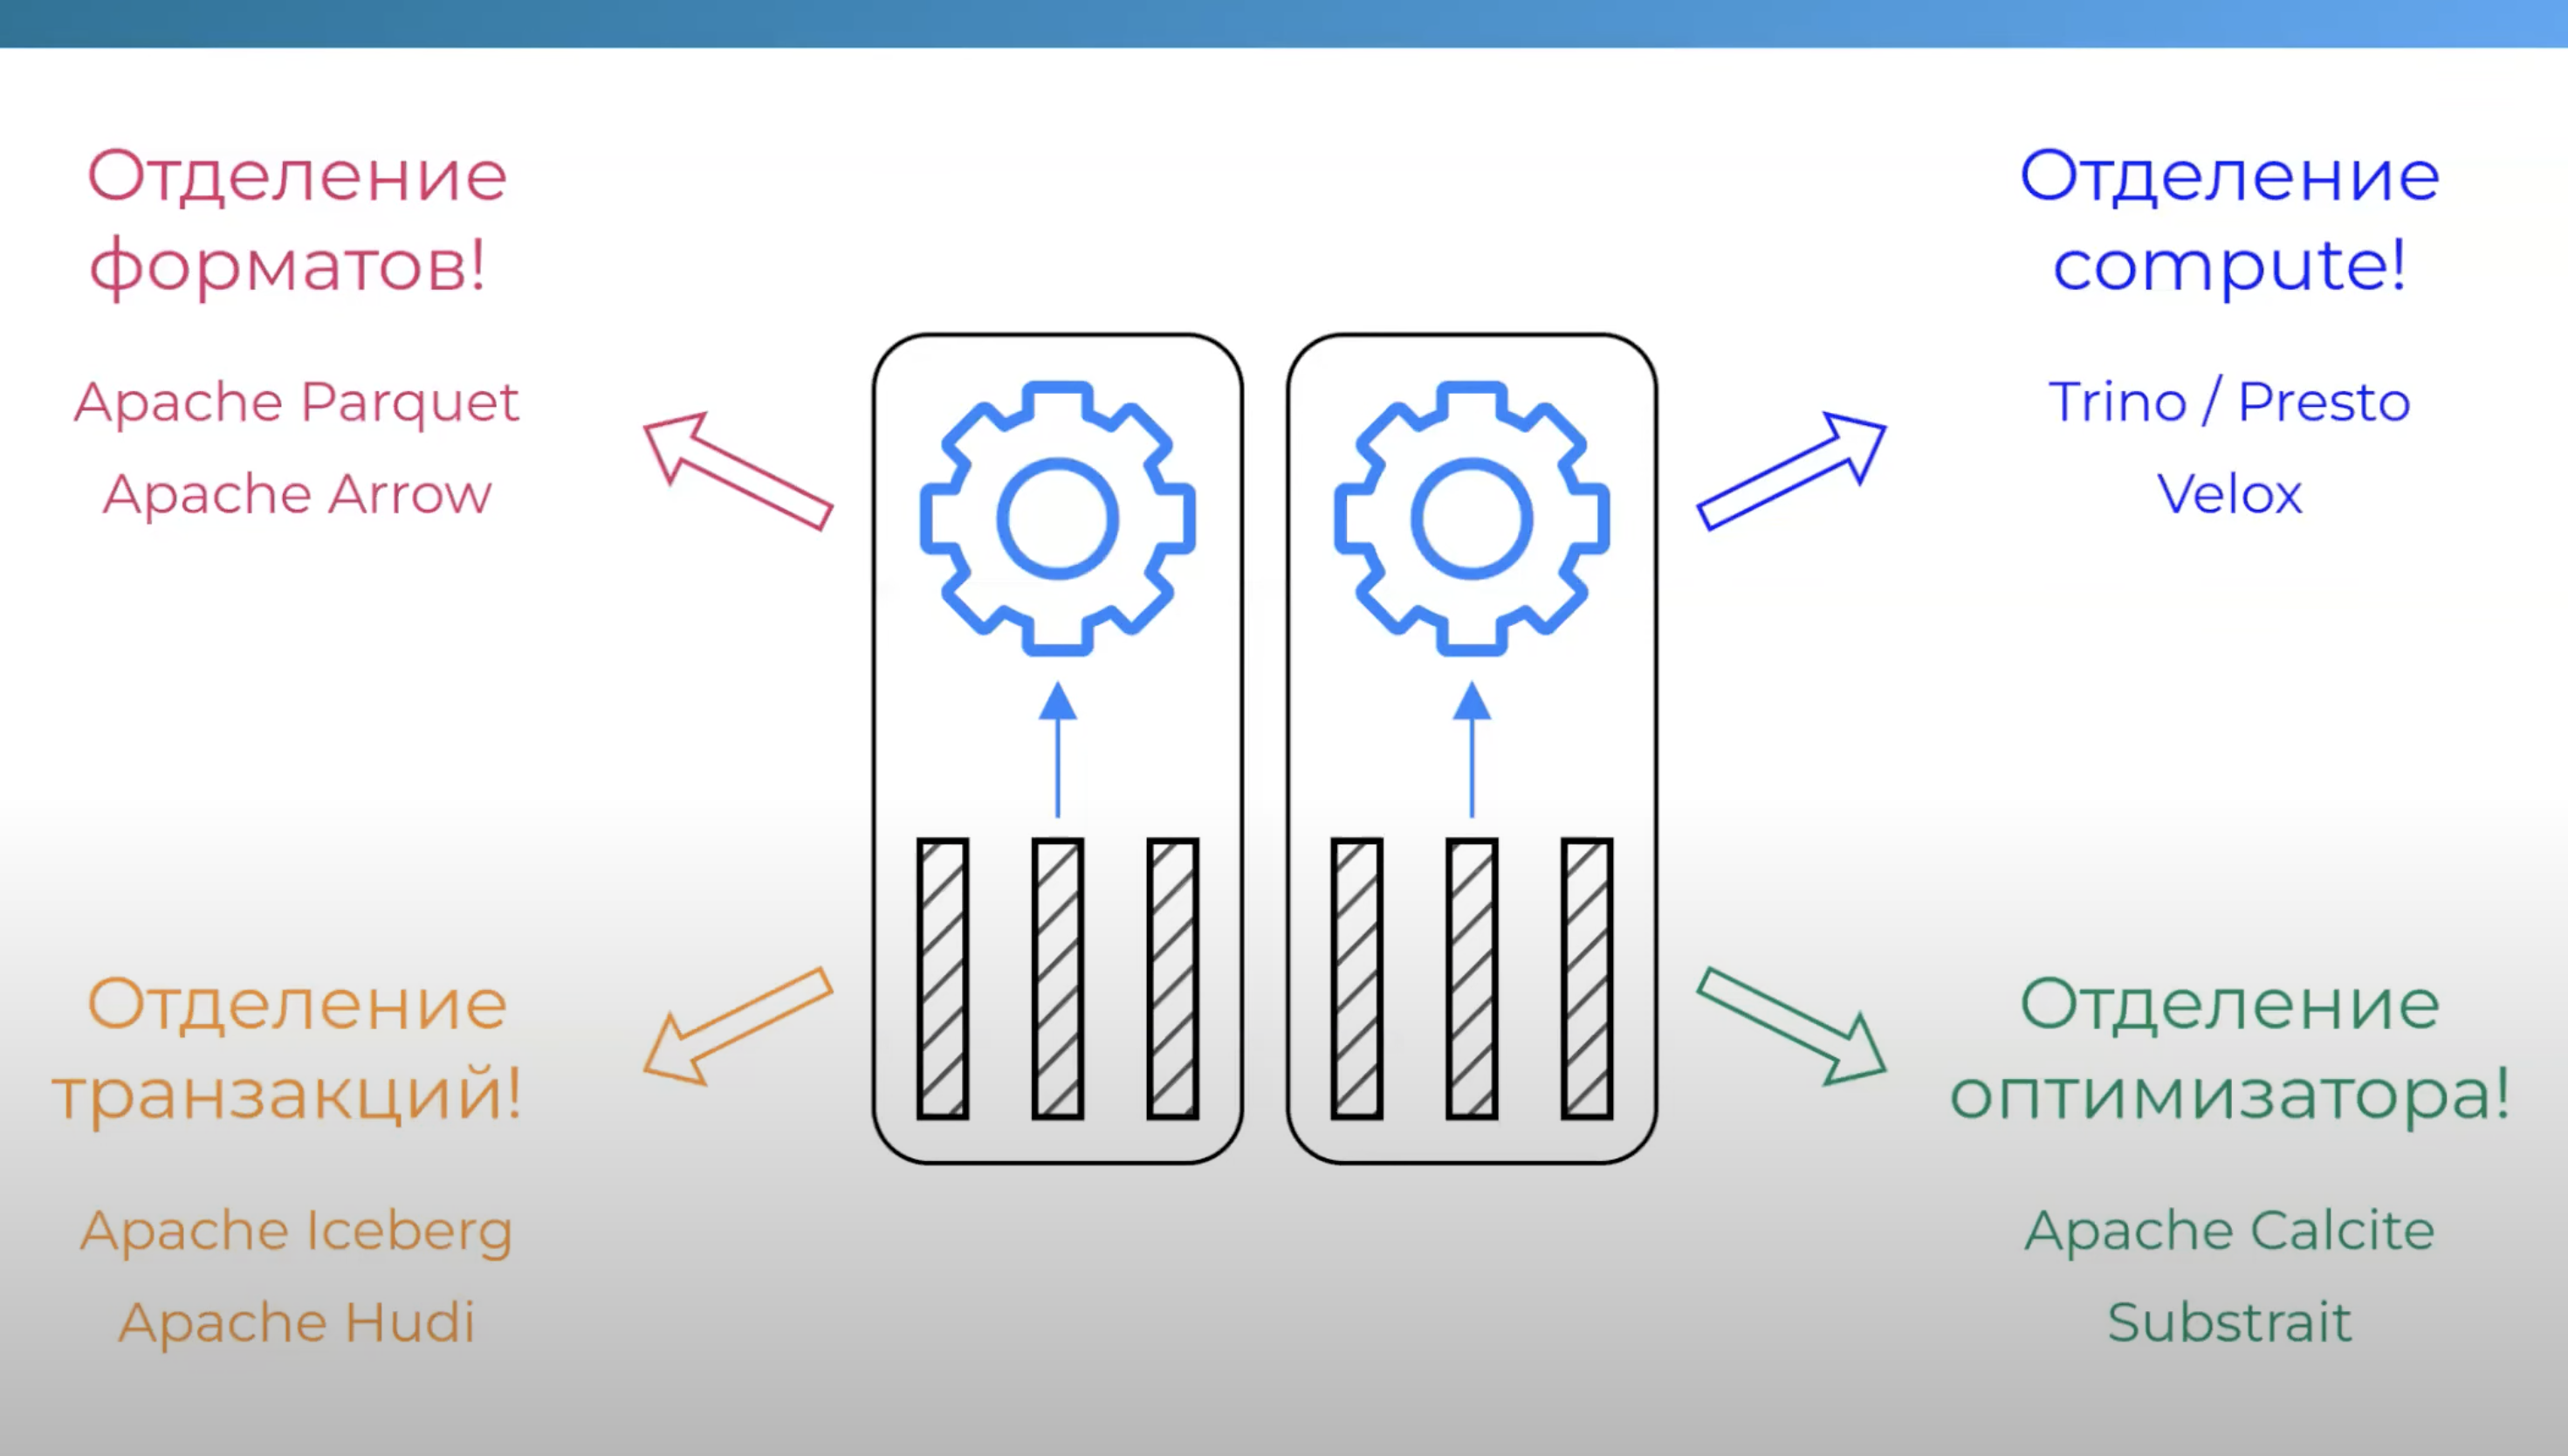 Отделение
форматов!
Apache Parquet
Apache Arrow
Отделение
compute!
Trino / Presto
Velox
Отделение
транзакций!
Apache Iceberg
Apache Hudi
Отделение
оптимизатора!
Apache Calcite
Substrait